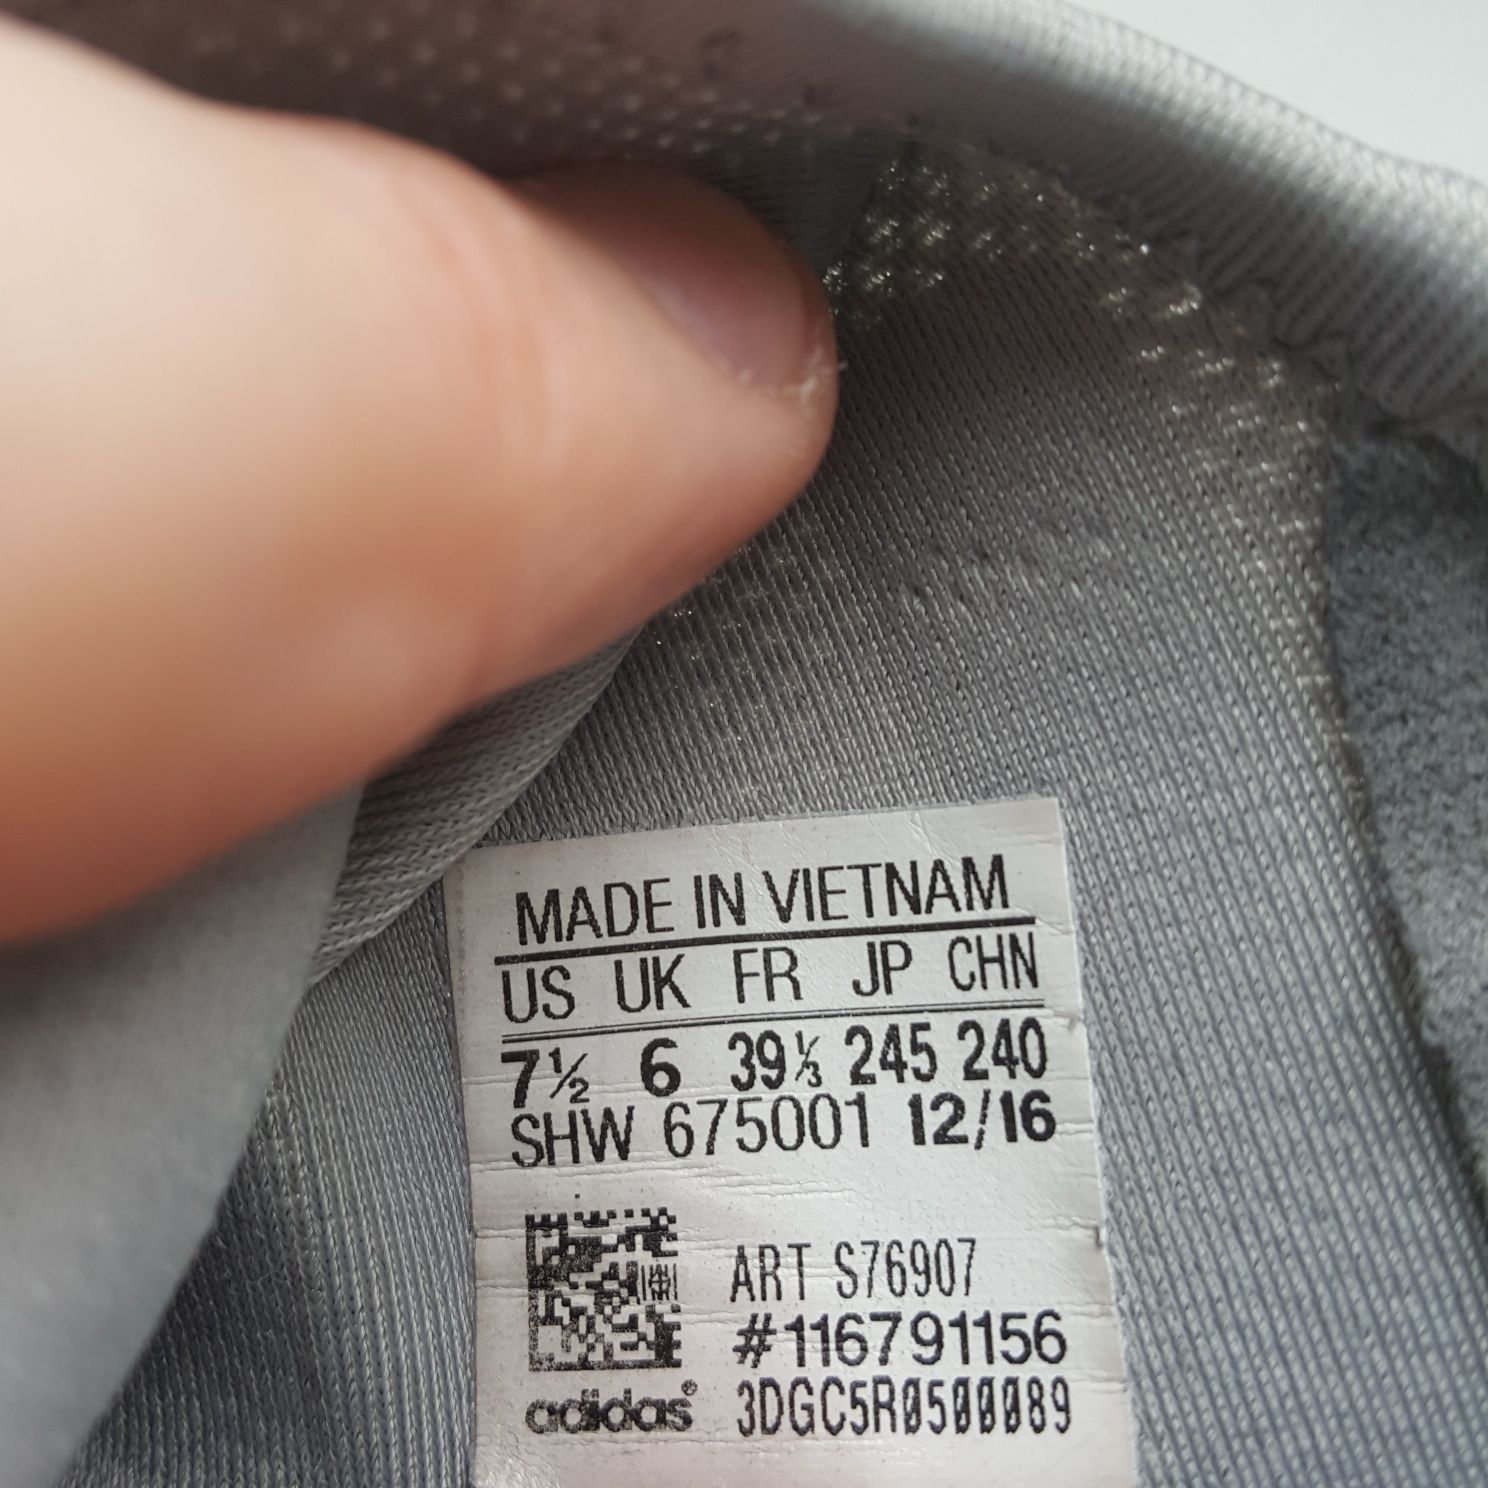 MADE IN VIETNAM
US UK FR JP CHN
7½ 6 39⅓ 245 240
SHW 675001 12/16
ART S76907
#116791156
adidas® 3DGC5R0500089